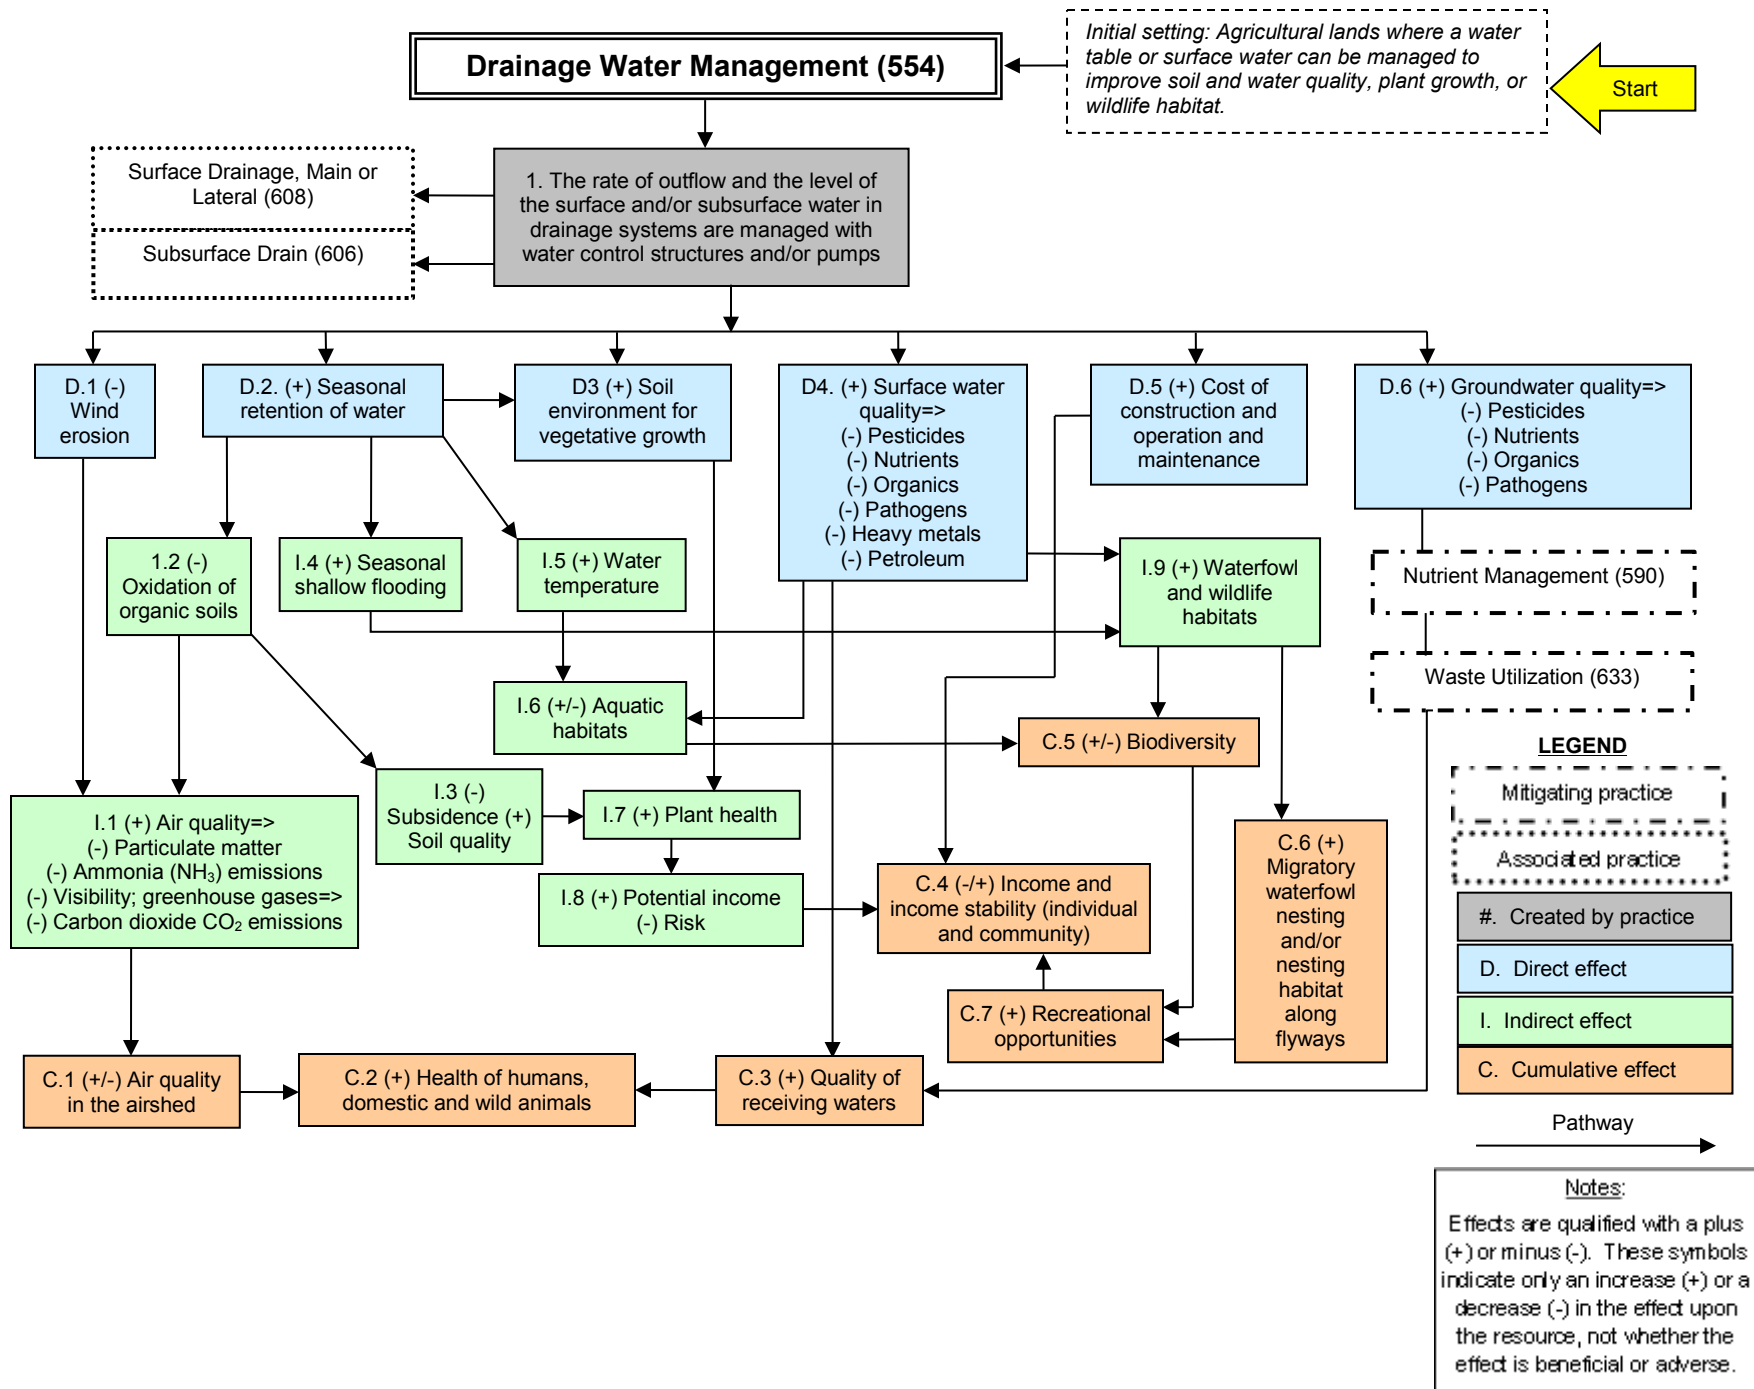 Drainage Water Management (554)
Initial setting: Agricultural lands where a water
table or surface water can be managed to
improve soil and water quality, plant growth, or
wildlife habitat.
Start
Surface Drainage, Main or
Lateral (608)
Subsurface Drain (606)
1. The rate of outflow and the level of
the surface and/or subsurface water in
drainage systems are managed with
water control structures and/or pumps
D.1 (-)
Wind
erosion
D.2. (+) Seasonal
retention of water
D3 (+) Soil
environment for
vegetative growth
D4. (+) Surface water
quality=>
(-) Pesticides
(-) Nutrients
(-) Organics
(-) Pathogens
(-) Heavy metals
(-) Petroleum
D.5 (+) Cost of
construction and
operation and
maintenance
D.6 (+) Groundwater quality=>
(-) Pesticides
(-) Nutrients
(-) Organics
(-) Pathogens
1.2 (-)
Oxidation of
organic soils
I.4 (+) Seasonal
shallow flooding
I.5 (+) Water
temperature
I.9 (+) Waterfowl
and wildlife
habitats
Nutrient Management (590)
Waste Utilization (633)
I.6 (+/-) Aquatic
habitats
C.5 (+/-) Biodiversity
I.3 (-)
Subsidence (+)
Soil quality
I.7 (+) Plant health
I.1 (+) Air quality=>
(-) Particulate matter
(-) Ammonia (NH3) emissions
(-) Visibility; greenhouse gases=>
(-) Carbon dioxide CO2 emissions
I.8 (+) Potential income
(-) Risk
C.4 (-/+) Income and
income stability (individual
and community)
C.6 (+)
Migratory
waterfowl
nesting
and/or
nesting
habitat
along
flyways
C.7 (+) Recreational
opportunities
C.1 (+/-) Air quality
in the airshed
C.2 (+) Health of humans,
domestic and wild animals
C.3 (+) Quality of
receiving waters
LEGEND
Mitigating practice
Associated practice
#. Created by practice
D. Direct effect
I. Indirect effect
C. Cumulative effect
Pathway
Notes:
Effects are qualified with a plus
(+) or minus (-). These symbols
indicate only an increase (+) or a
decrease (-) in the effect upon
the resource, not whether the
effect is beneficial or adverse.